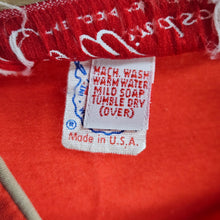 MACH. WASH
WARM WATER
MILD SOAP
TUMBLE DRY
(OVER)
®
Made in U.S.A.